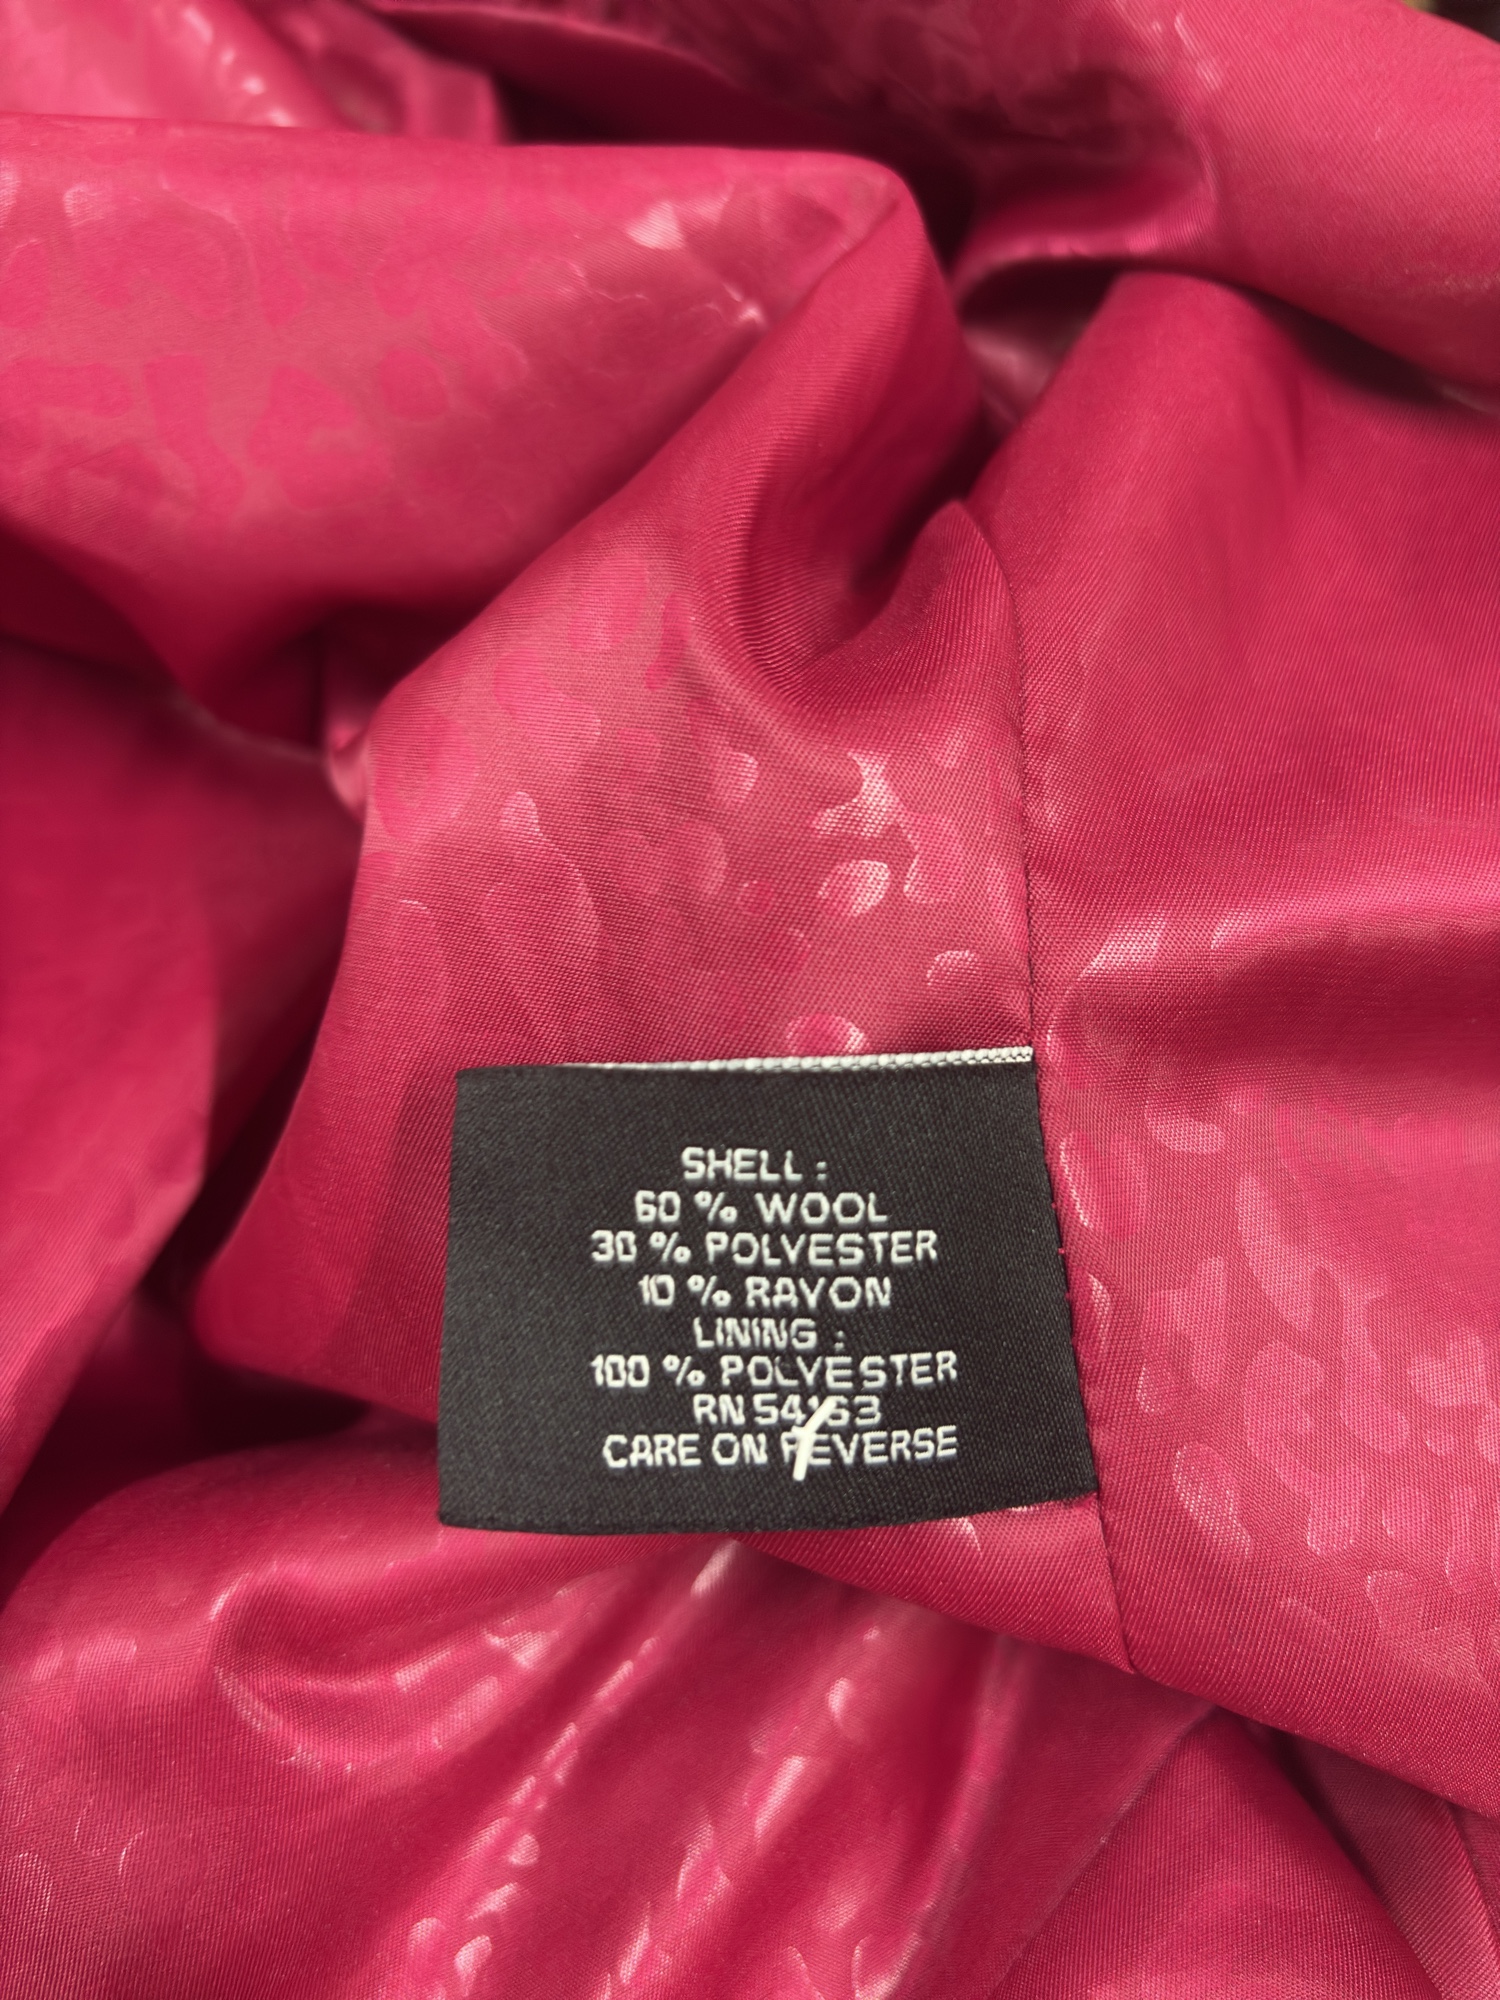 SHELL :
60 % WOOL
30 % POLYESTER
10 % RAYON
LINING :
100 % POLYESTER
RN 54163
CARE ON REVERSE